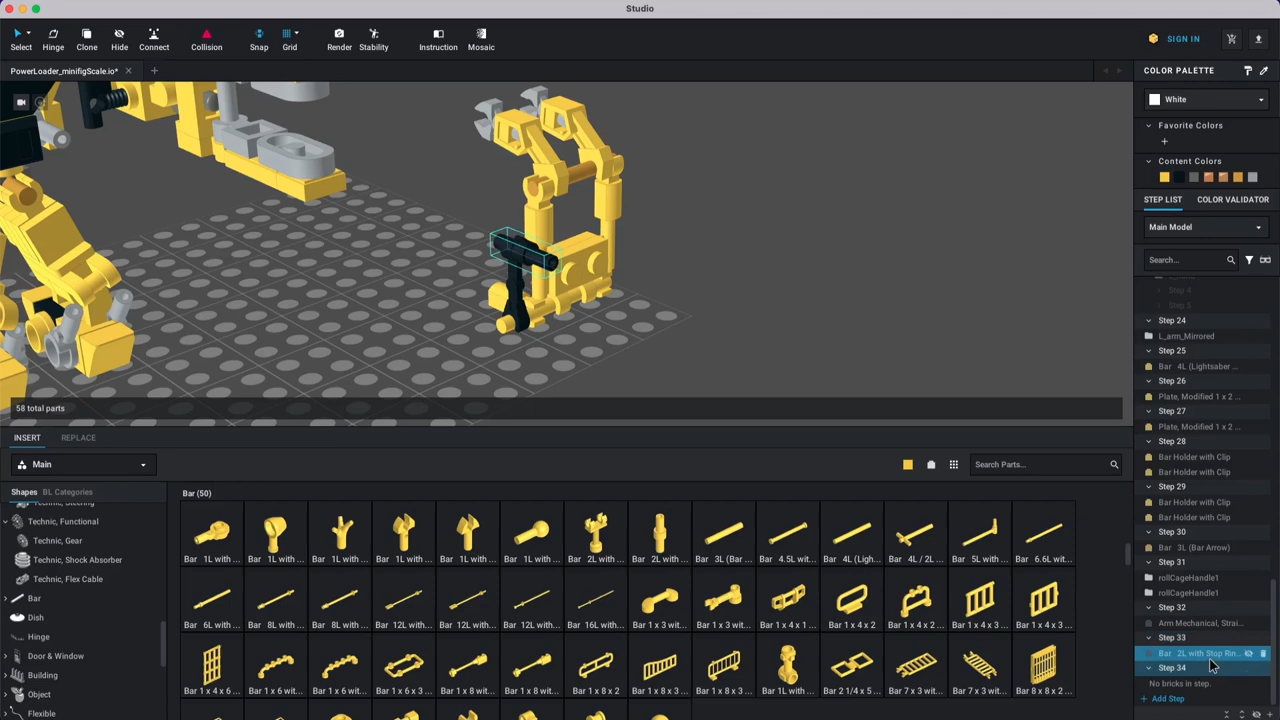 Studio
Select
Hinge
Clone
Hide
Connect
Collision
Snap
Grid
Render
Stability
Instruction
Mosaic
SIGN IN
PowerLoader_minifigScale.io*
COLOR PALETTE
White
Favorite Colors
Content Colors
STEP LIST
COLOR VALIDATOR
Main Model
Search...
Step 4
Step 5
Step 24
L_arm_Mirrored
Step 25
Bar 4L (Lightsaber ...
Step 26
Plate, Modified 1 x 2 ...
Step 27
Plate, Modified 1 x 2 ...
Step 28
Bar Holder with Clip
Bar Holder with Clip
Step 29
Bar Holder with Clip
Bar Holder with Clip
Step 30
Bar 3L (Bar Arrow)
Step 31
rollCageHandle1
rollCageHandle1
Step 32
Arm Mechanical, Strai...
Step 33
Bar 2L with Stop Rin...
Step 34
No bricks in step.
+ Add Step
58 total parts
INSERT
REPLACE
Main
Search Parts...
Shapes
BL Categories
Technic, Steering
Technic, Functional
Technic, Gear
Technic, Shock Absorber
Technic, Flex Cable
Bar
Dish
Hinge
Door & Window
Building
Object
Flexible
Bar (50)
Bar 1L with ...
Bar 1L with ...
Bar 1L with ...
Bar 1L with ...
Bar 1L with ...
Bar 1L with ...
Bar 2L with ...
Bar 2L with ...
Bar 3L (Bar ...
Bar 4.5L wit...
Bar 4L (Ligh...
Bar 4L / 2L ...
Bar 5L with ...
Bar 6.6L wit...
Bar 6L with ...
Bar 8L with ...
Bar 8L with ...
Bar 12L with...
Bar 12L with...
Bar 12L with...
Bar 16L with...
Bar 1 x 3 wit...
Bar 1 x 3 wit...
Bar 1 x 4 x 1 ...
Bar 1 x 4 x 2
Bar 1 x 4 x 2 ...
Bar 1 x 4 x 3 ...
Bar 1 x 4 x 3 ...
Bar 1 x 4 x 6 ...
Bar 1 x 6 wit...
Bar 1 x 6 wit...
Bar 1 x 6 x 3 ...
Bar 1 x 8 x 2
Bar 1 x 8 x 2 ...
Bar 1 x 8 x 3
Bar 1 x 8 x 3 ...
Bar 1 x 8 x 3 ...
Bar 1L with ...
Bar 2 1/4 x 5 ...
Bar 7 x 3 wit...
Bar 7 x 3 wit...
Bar 8 x 8 x 2 ...